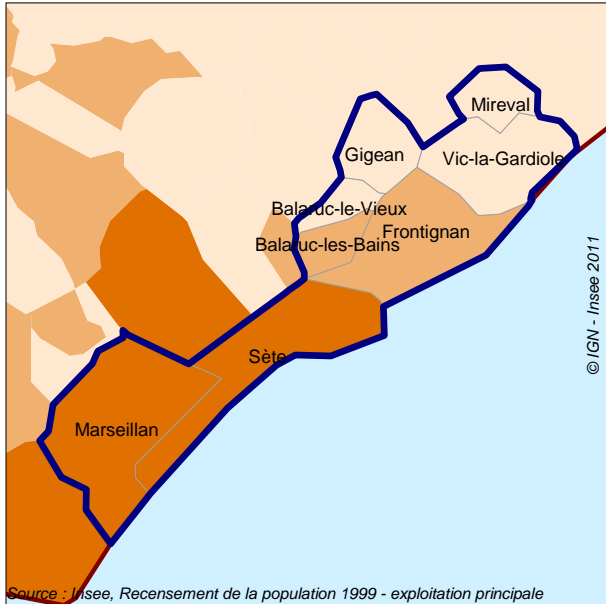 Mireval
Gigean
Vic-la-Gardiole
Balaruc-le-Vieux
Frontignan
Balaruc-les-Bains
© IGN - Insee 2011
Sète
Marseillan
Source : Insee, Recensement de la population 1999 - exploitation principale